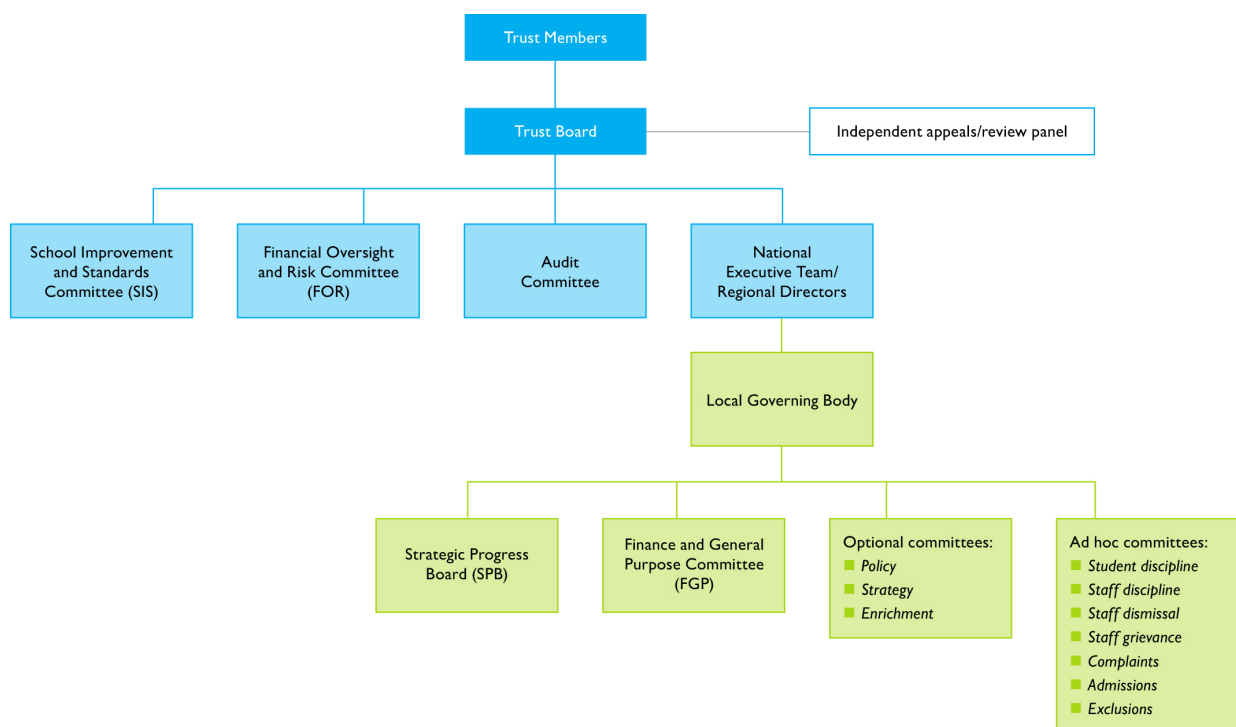 Trust Members
Trust Board
Independent appeals/review panel
School Improvement
and Standards
Committee (SIS)
Financial Oversight
and Risk Committee
(FOR)
Audit
Committee
National
Executive Team/
Regional Directors
Local Governing Body
Strategic Progress
Board (SPB)
Finance and General
Purpose Committee
(FGP)
Optional committees:
Policy
Strategy
Enrichment
Ad hoc committees:
Student discipline
Staff discipline
Staff dismissal
Staff grievance
Complaints
Admissions
Exclusions